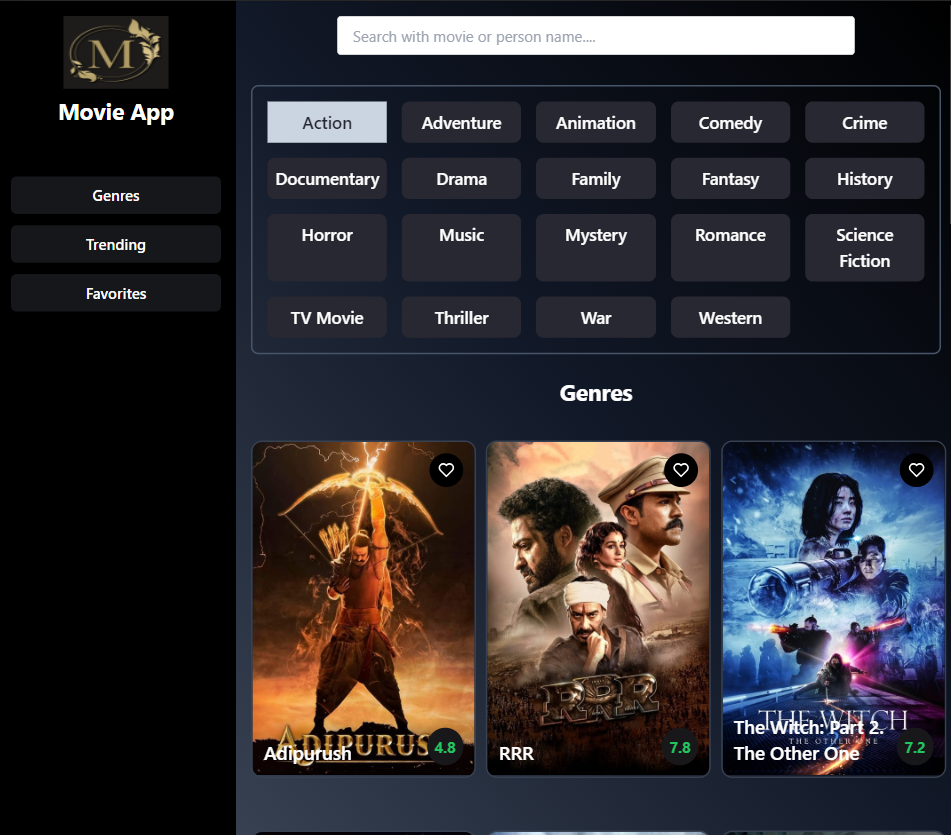 M
Movie App
Genres
Trending
Favorites
Search with movie or person name....
Action
Adventure
Animation
Comedy
Crime
Documentary
Drama
Family
Fantasy
History
Horror
Music
Mystery
Romance
Science
Fiction
TV Movie
Thriller
War
Western
Genres
ADIPURUSH
Adipurush
4.8
RRR
RRR
7.8
THE WITCH
THE OTHER ONE
The Witch: Part 2.
The Other One
7.2